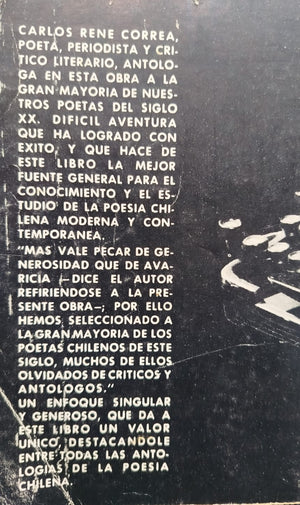 CARLOS RENE CORREA,
POETA, PERIODISTA Y CRI
TICO LITERARIO, ANTOLO-
GA EN ESTA OBRA A LA
GRAN MAYORIA DE NUES-
TROS POETAS DEL SIGLO
XX. DIFICIL AVENTURA
QUE HA LOGRADO CON
EXITO, Y QUE HACE DE
ESTE LIBRO LA MEJOR
FUENTE GENERAL PARA EL
CONOCIMIENTO Y EL ES-
TUDIO DE LA POESIA CHI-
LENA MODERNA Y CON-
TEMPORANEA.
"MAS VALE PECAR DE GE-
NEROSIDAD QUE DE AVA-
RICIA —DICE EL AUTOR
REFIRIENDOSE A LA PRE-
SENTE OBRA—; POR ELLO
HEMOS SELECCIONADO A
LA GRAN MAYORIA DE LOS
POETAS CHILENOS DE ESTE
SIGLO, MUCHOS DE ELLOS
OLVIDADOS DE CRITICOS Y
ANTOLOGOS."
UN ENFOQUE SINGULAR
Y GENEROSO, QUE DA A
ESTE LIBRO UN VALOR
UNICO, DESTACANDOLE
ENTRE TODAS LAS ANTO-
LOGIAS DE LA POESIA
CHILENA.